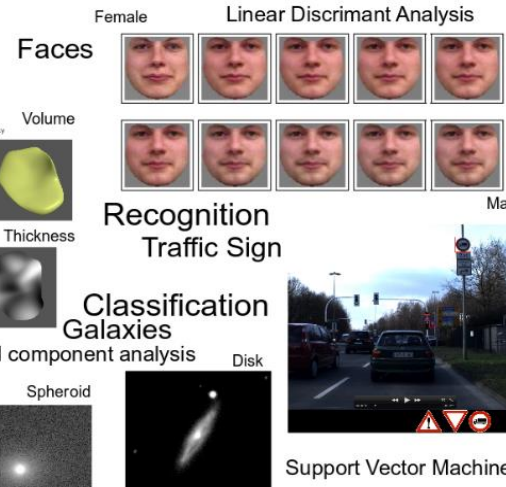 Female
Linear Discrimant Analysis
Faces
Volume
Ma
Recognition
Thickness
Traffic Sign
Classification
Galaxies
component analysis
Disk
Spheroid
Support Vector Machine